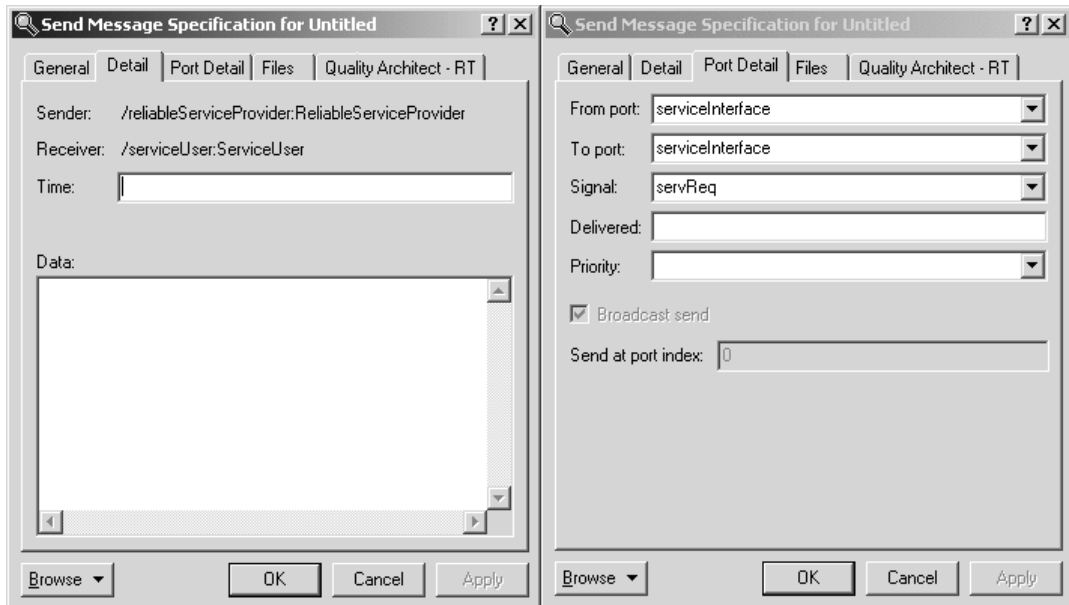 Send Message Specification for Untitled
General Detail Port Detail Files Quality Architect - RT
Sender: /reliableServiceProvider:ReliableServiceProvider
Receiver: /serviceUser:ServiceUser
Time:
Data:
Browse OK Cancel Apply
Send Message Specification for Untitled
General Detail Port Detail Files Quality Architect - RT
From port: serviceInterface
To port: serviceInterface
Signal: servReq
Delivered:
Priority:
Broadcast send
Send at port index: 0
Browse OK Cancel Apply